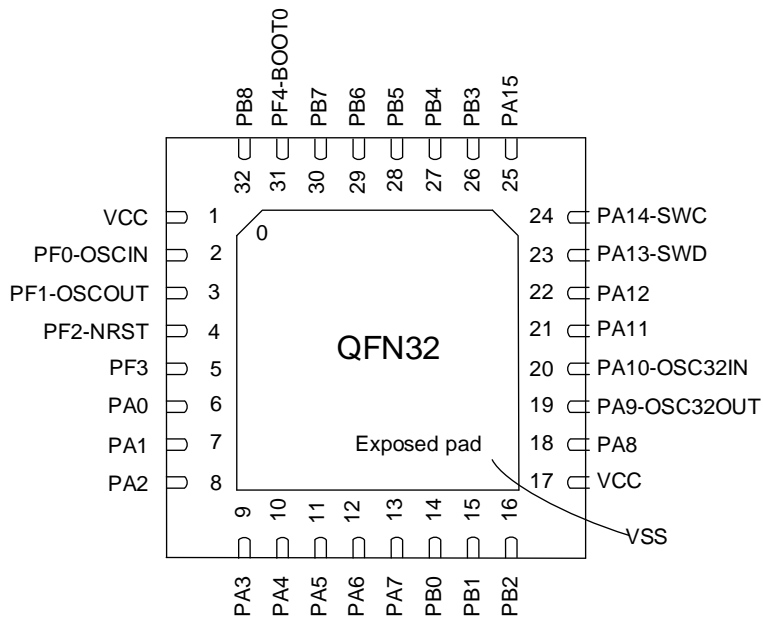 PB8
PF4-BOOT0
PB7
PB6
PB5
PB4
PB3
PA15
32
31
30
29
28
27
26
25
VCC 1
PF0-OSCIN 2
PF1-OSCOUT 3
PF2-NRST 4
PF3 5
PA0 6
PA1 7
PA2 8
0
QFN32
Exposed pad
24 PA14-SWC
23 PA13-SWD
22 PA12
21 PA11
20 PA10-OSC32IN
19 PA9-OSC32OUT
18 PA8
17 VCC
VSS
9
10
11
12
13
14
15
16
PA3
PA4
PA5
PA6
PA7
PB0
PB1
PB2